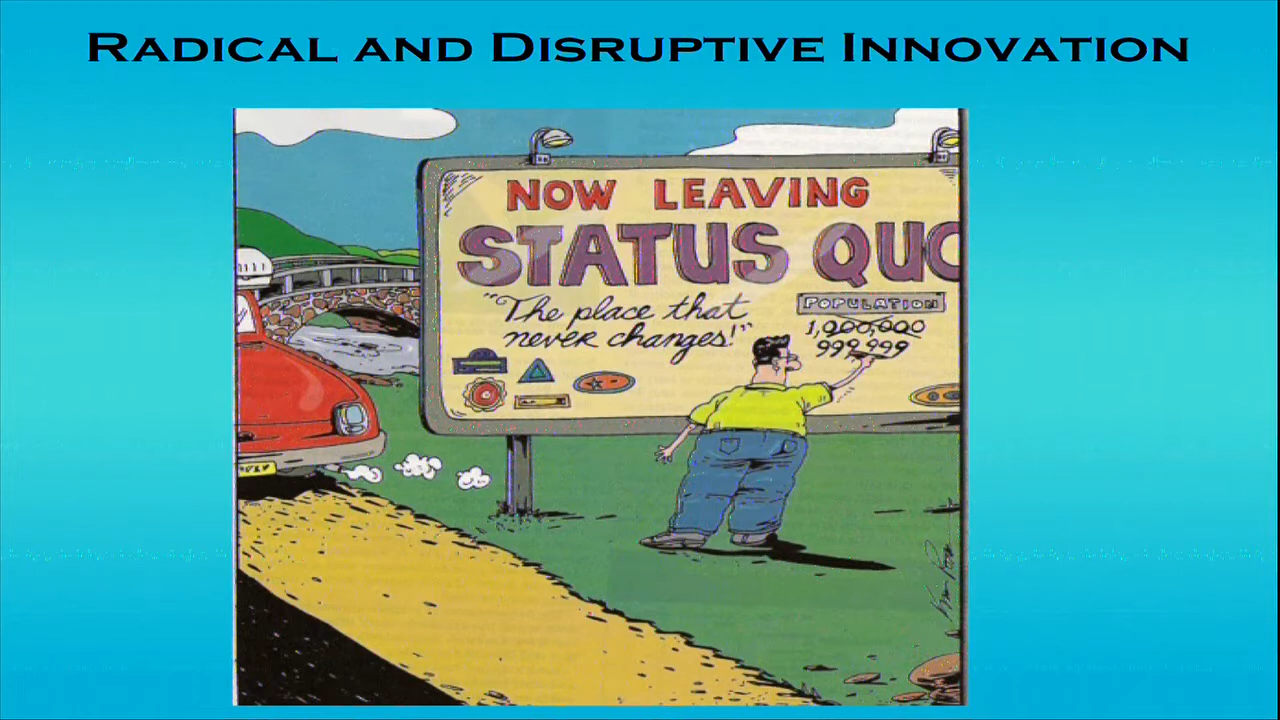 RADICAL AND DISRUPTIVE INNOVATION
NOW LEAVING
STATUS QUO
"The place that
never changes!"
POPULATION
1,000,000
999,999